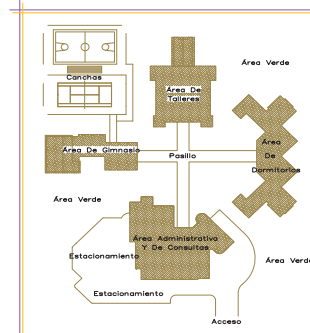 Área Verde
Canchas
Área De
Talleres
Área De Gimnasio
Pasillo
Área
De
Dormitorios
Área Verde
Área Administrativa
Y De Consultas
Estacionamiento
Área Verde
Estacionamiento
Acceso